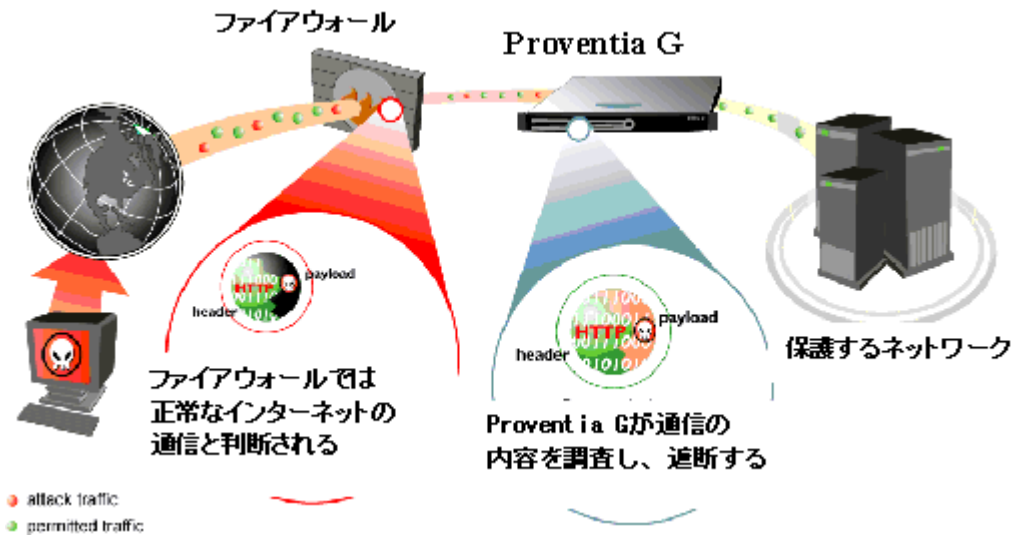 ファイアウォール
Proventia G
HTTP
payload
header
HTTP
payload
header
保護するネットワーク
ファイアウォールでは
正常なインターネットの
通信と判断される
Proventia Gが通信の
内容を調査し、遮断する
attack traffic
permitted traffic